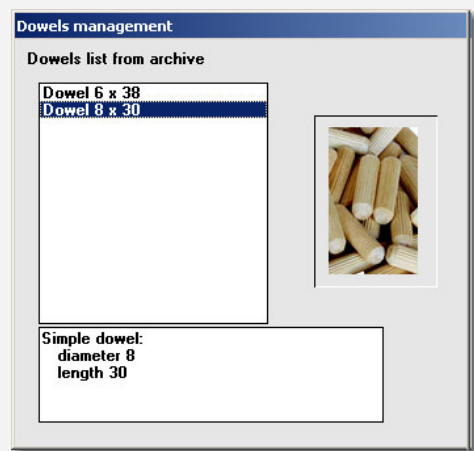 Dowels management
Dowels list from archive
Dowel 6 x 38
Dowel 8 x 30
Simple dowel:
diameter 8
length 30